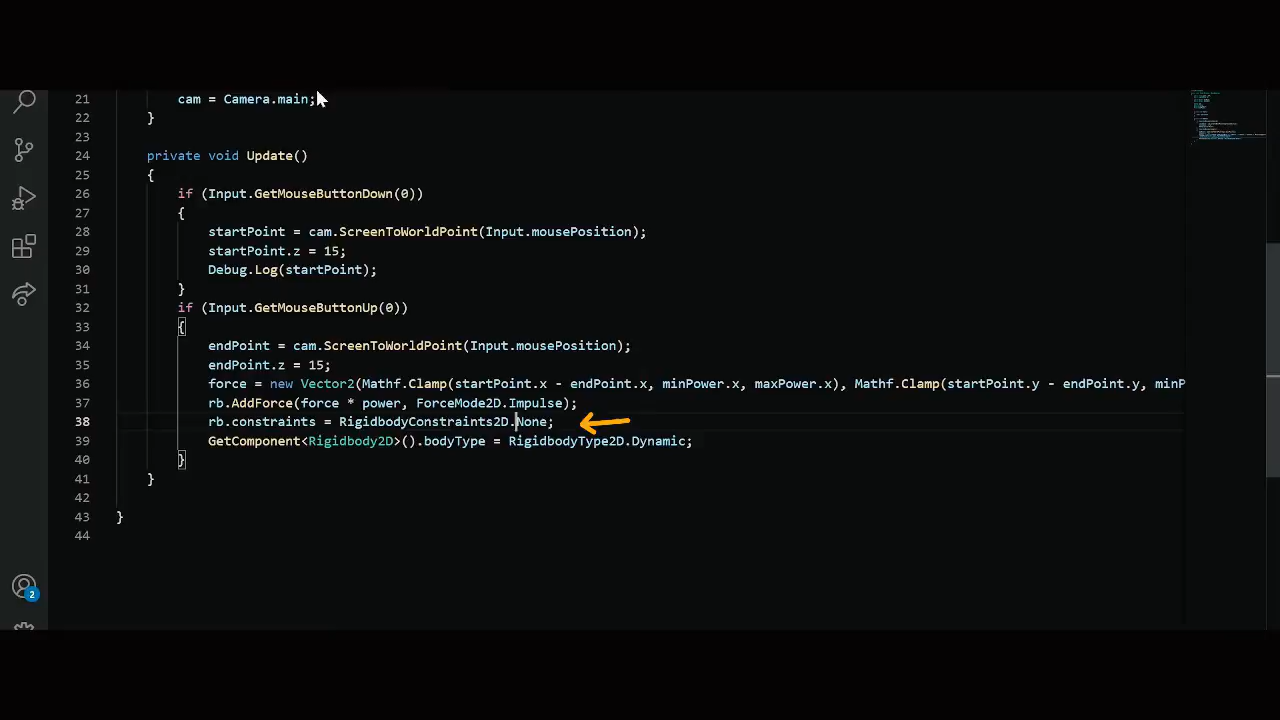 21 cam = Camera.main;
22 }
23
24 private void Update()
25 {
26 if (Input.GetMouseButtonDown(0))
27 {
28 startPoint = cam.ScreenToWorldPoint(Input.mousePosition);
29 startPoint.z = 15;
30 Debug.Log(startPoint);
31 }
32 if (Input.GetMouseButtonUp(0))
33 {
34 endPoint = cam.ScreenToWorldPoint(Input.mousePosition);
35 endPoint.z = 15;
36 force = new Vector2(Mathf.Clamp(startPoint.x - endPoint.x, minPower.x, maxPower.x), Mathf.Clamp(startPoint.y - endPoint.y, minP
37 rb.AddForce(force * power, ForceMode2D.Impulse);
38 rb.constraints = RigidbodyConstraints2D.None;
39 GetComponent<Rigidbody2D>().bodyType = RigidbodyType2D.Dynamic;
40 }
41 }
42
43 }
44
2